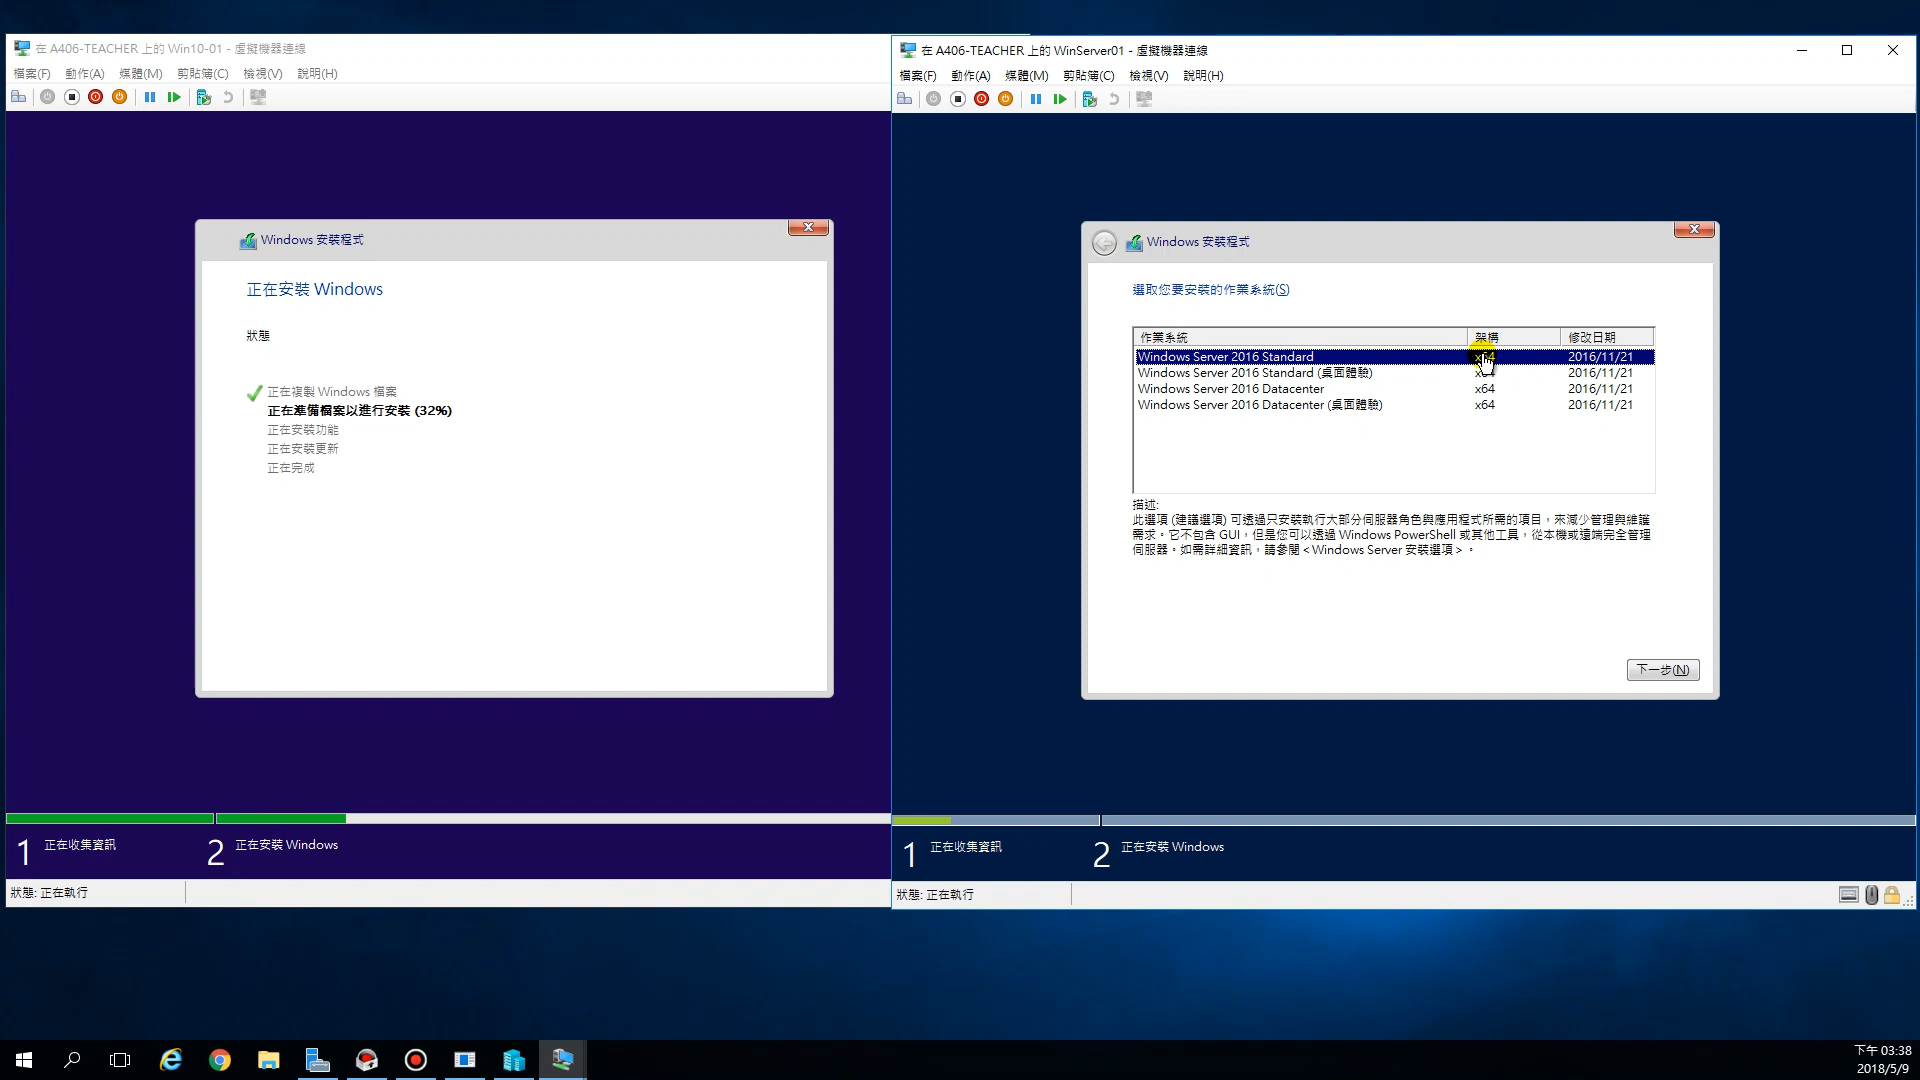 在 A406-TEACHER 上的 Win10-01 - 虛擬機器連線
檔案(F) 動作(A) 媒體(M) 剪貼簿(C) 檢視(V) 說明(H)
Windows 安裝程式
正在安裝 Windows
狀態
正在複製 Windows 檔案
正在準備檔案以進行安裝 (32%)
正在安裝功能
正在安裝更新
正在完成
1 正在收集資訊
2 正在安裝 Windows
狀態: 正在執行
在 A406-TEACHER 上的 WinServer01 - 虛擬機器連線
檔案(F) 動作(A) 媒體(M) 剪貼簿(C) 檢視(V) 說明(H)
Windows 安裝程式
選取您要安裝的作業系統(S)
作業系統 架構 修改日期
Windows Server 2016 Standard x64 2016/11/21
Windows Server 2016 Standard (桌面體驗) x64 2016/11/21
Windows Server 2016 Datacenter x64 2016/11/21
Windows Server 2016 Datacenter (桌面體驗) x64 2016/11/21
描述:
此選項 (建議選項) 可透過只安裝執行大部分伺服器角色與應用程式所需的項目，來減少管理與維護
需求。它不包含 GUI，但是您可以透過 Windows PowerShell 或其他工具，從本機或遠端完全管理
伺服器。如需詳細資訊，請參閱＜Windows Server 安裝選項＞。
下一步(N)
1 正在收集資訊
2 正在安裝 Windows
狀態: 正在執行
下午 03:38
2018/5/9